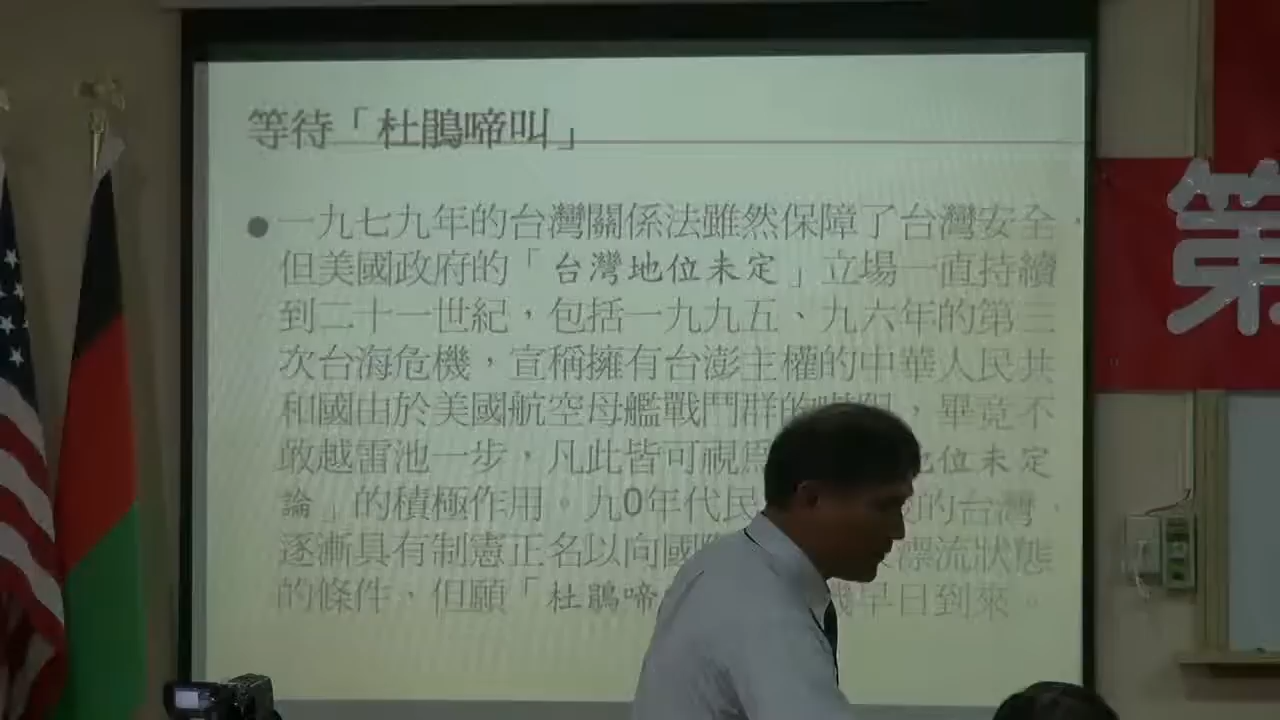 等待「杜鵑啼叫」
●一九七九年的台灣關係法雖然保障了台灣安全，
但美國政府的「台灣地位未定」立場一直持續
到二十一世紀，包括一九九五、九六年的第三
次台海危機，宣稱擁有台澎主權的中華人民共
和國由於美國航空母艦戰鬥群的，畢竟不
敢越雷池一步，凡此皆可視為地位未定
論」的積極作用。九0年代民的台灣，
逐漸具有制憲正名以向國漂流狀態
的條件，但願「杜鵑啼早日到來。
第